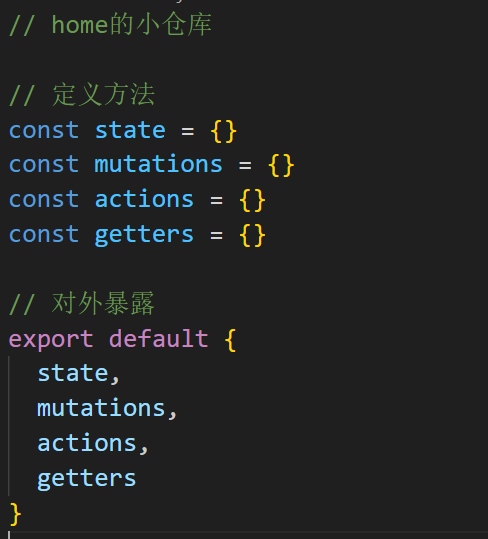 // home的小仓库
// 定义方法
const state = {}
const mutations = {}
const actions = {}
const getters = {}
// 对外暴露
export default {
  state,
  mutations,
  actions,
  getters
}